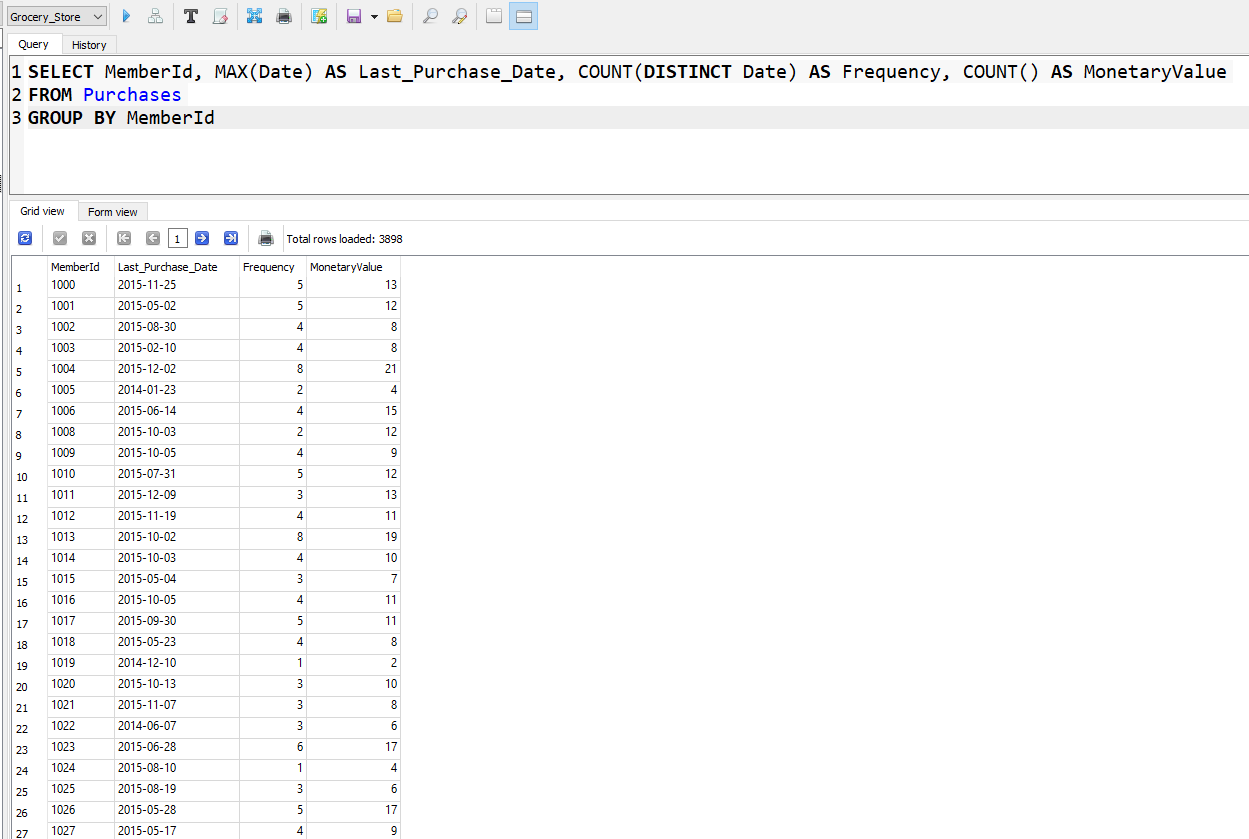 Grocery_Store
Query History
1 SELECT MemberId, MAX(Date) AS Last_Purchase_Date, COUNT(DISTINCT Date) AS Frequency, COUNT() AS MonetaryValue
2 FROM Purchases
3 GROUP BY MemberId
Grid view Form view
1 Total rows loaded: 3898
MemberId Last_Purchase_Date Frequency MonetaryValue
1 1000 2015-11-25 5 13
2 1001 2015-05-02 5 12
3 1002 2015-08-30 4 8
4 1003 2015-02-10 4 8
5 1004 2015-12-02 8 21
6 1005 2014-01-23 2 4
7 1006 2015-06-14 4 15
8 1008 2015-10-03 2 12
9 1009 2015-10-05 4 9
10 1010 2015-07-31 5 12
11 1011 2015-12-09 3 13
12 1012 2015-11-19 4 11
13 1013 2015-10-02 8 19
14 1014 2015-10-03 4 10
15 1015 2015-05-04 3 7
16 1016 2015-10-05 4 11
17 1017 2015-09-30 5 11
18 1018 2015-05-23 4 8
19 1019 2014-12-10 1 2
20 1020 2015-10-13 3 10
21 1021 2015-11-07 3 8
22 1022 2014-06-07 3 6
23 1023 2015-06-28 6 17
24 1024 2015-08-10 1 4
25 1025 2015-08-19 3 6
26 1026 2015-05-28 5 17
27 1027 2015-05-17 4 9